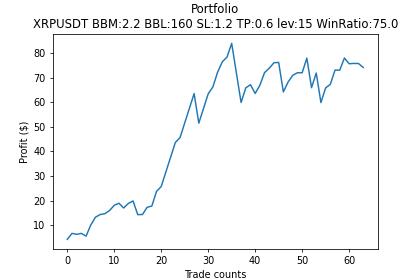 Portfolio
XRPUSDT BBM:2.2 BBL:160 SL:1.2 TP:0.6 lev:15 WinRatio:75.0
Profit ($)
80
70
60
50
40
30
20
10
0 10 20 30 40 50 60
Trade counts